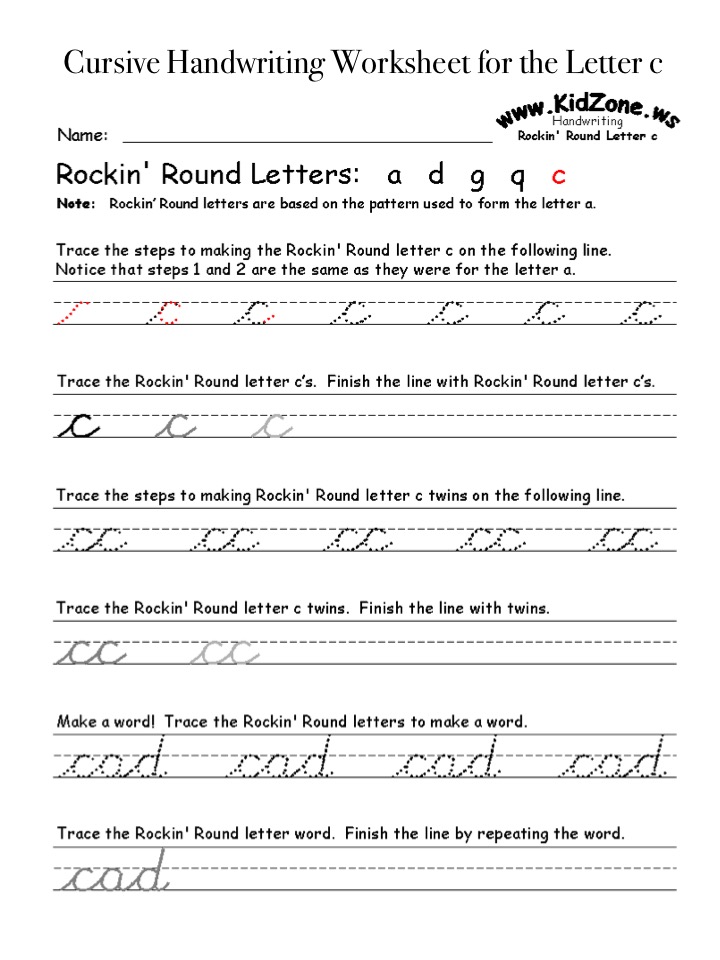 Cursive Handwriting Worksheet for the Letter c
www.KidZone.ws
Handwriting
Name:
Rockin' Round Letter c
Rockin' Round Letters: a d g q c
Note: Rockin' Round letters are based on the pattern used to form the letter a.
Trace the steps to making the Rockin' Round letter c on the following line.
Notice that steps 1 and 2 are the same as they were for the letter a.
c c c c c c
Trace the Rockin' Round letter c's. Finish the line with Rockin' Round letter c's.
c c c
Trace the steps to making Rockin' Round letter c twins on the following line.
cc cc cc cc cc
Trace the Rockin' Round letter c twins. Finish the line with twins.
cc cc
Make a word! Trace the Rockin' Round letters to make a word.
cad cad cad cad
Trace the Rockin' Round letter word. Finish the line by repeating the word.
cad